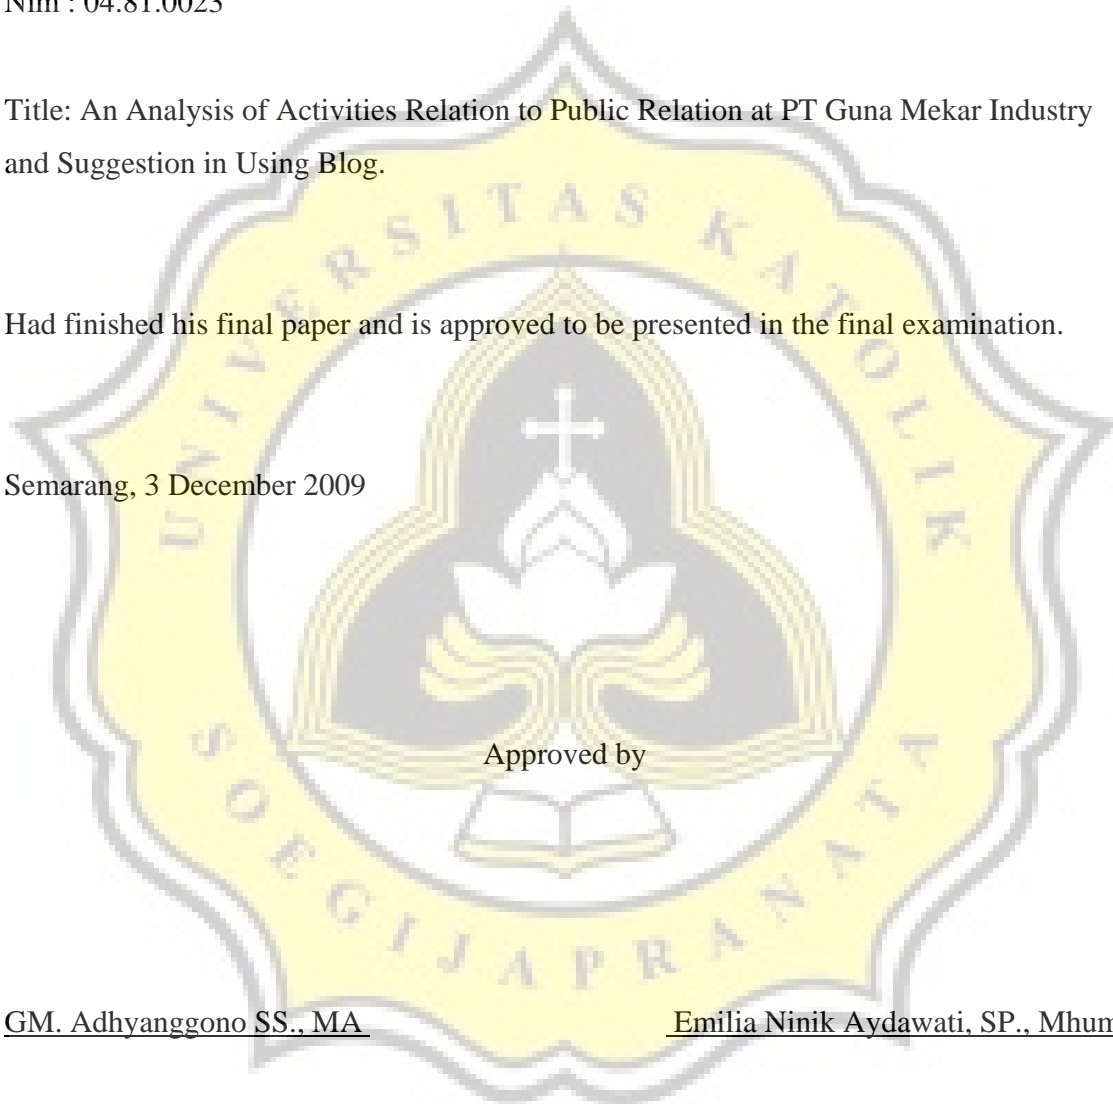 Nim : 04.81.0023
Title: An Analysis of Activities Relation to Public Relation at PT Guna Mekar Industry
and Suggestion in Using Blog.
UNIVERSITAS KATOLIK
Had finished his final paper and is approved to be presented in the final examination.
Semarang, 3 December 2009
Approved by
SOEGIJAPRANATA
GM. Adhyanggono SS., MA Emilia Ninik Aydawati, SP., Mhum